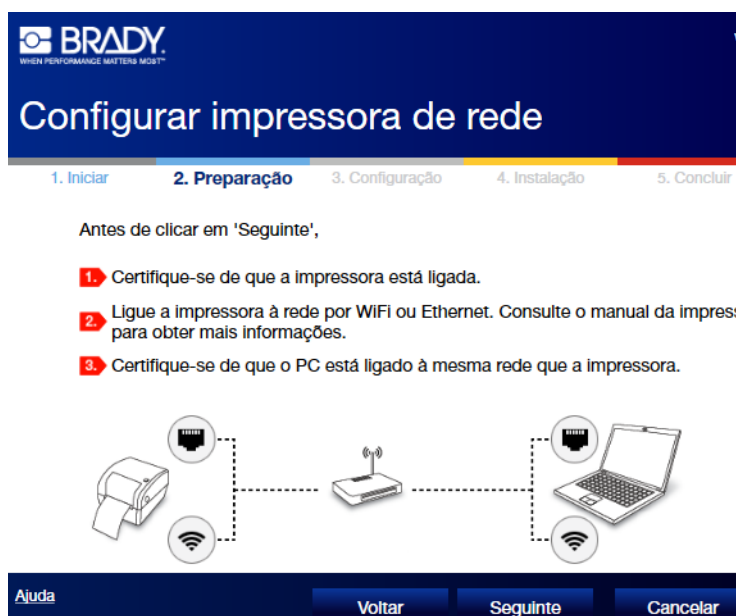 BRADY.
WHEN PERFORMANCE MATTERS MOST™
Configurar impressora de rede
1. Iniciar
2. Preparação
3. Configuração
4. Instalação
5. Concluir
Antes de clicar em 'Seguinte',
1. Certifique-se de que a impressora está ligada.
2. Ligue a impressora à rede por WiFi ou Ethernet. Consulte o manual da
para obter mais informações.
3. Certifique-se de que o PC está ligado à mesma rede que a impressora.
Ajuda
Voltar
Seguinte
Cancelar